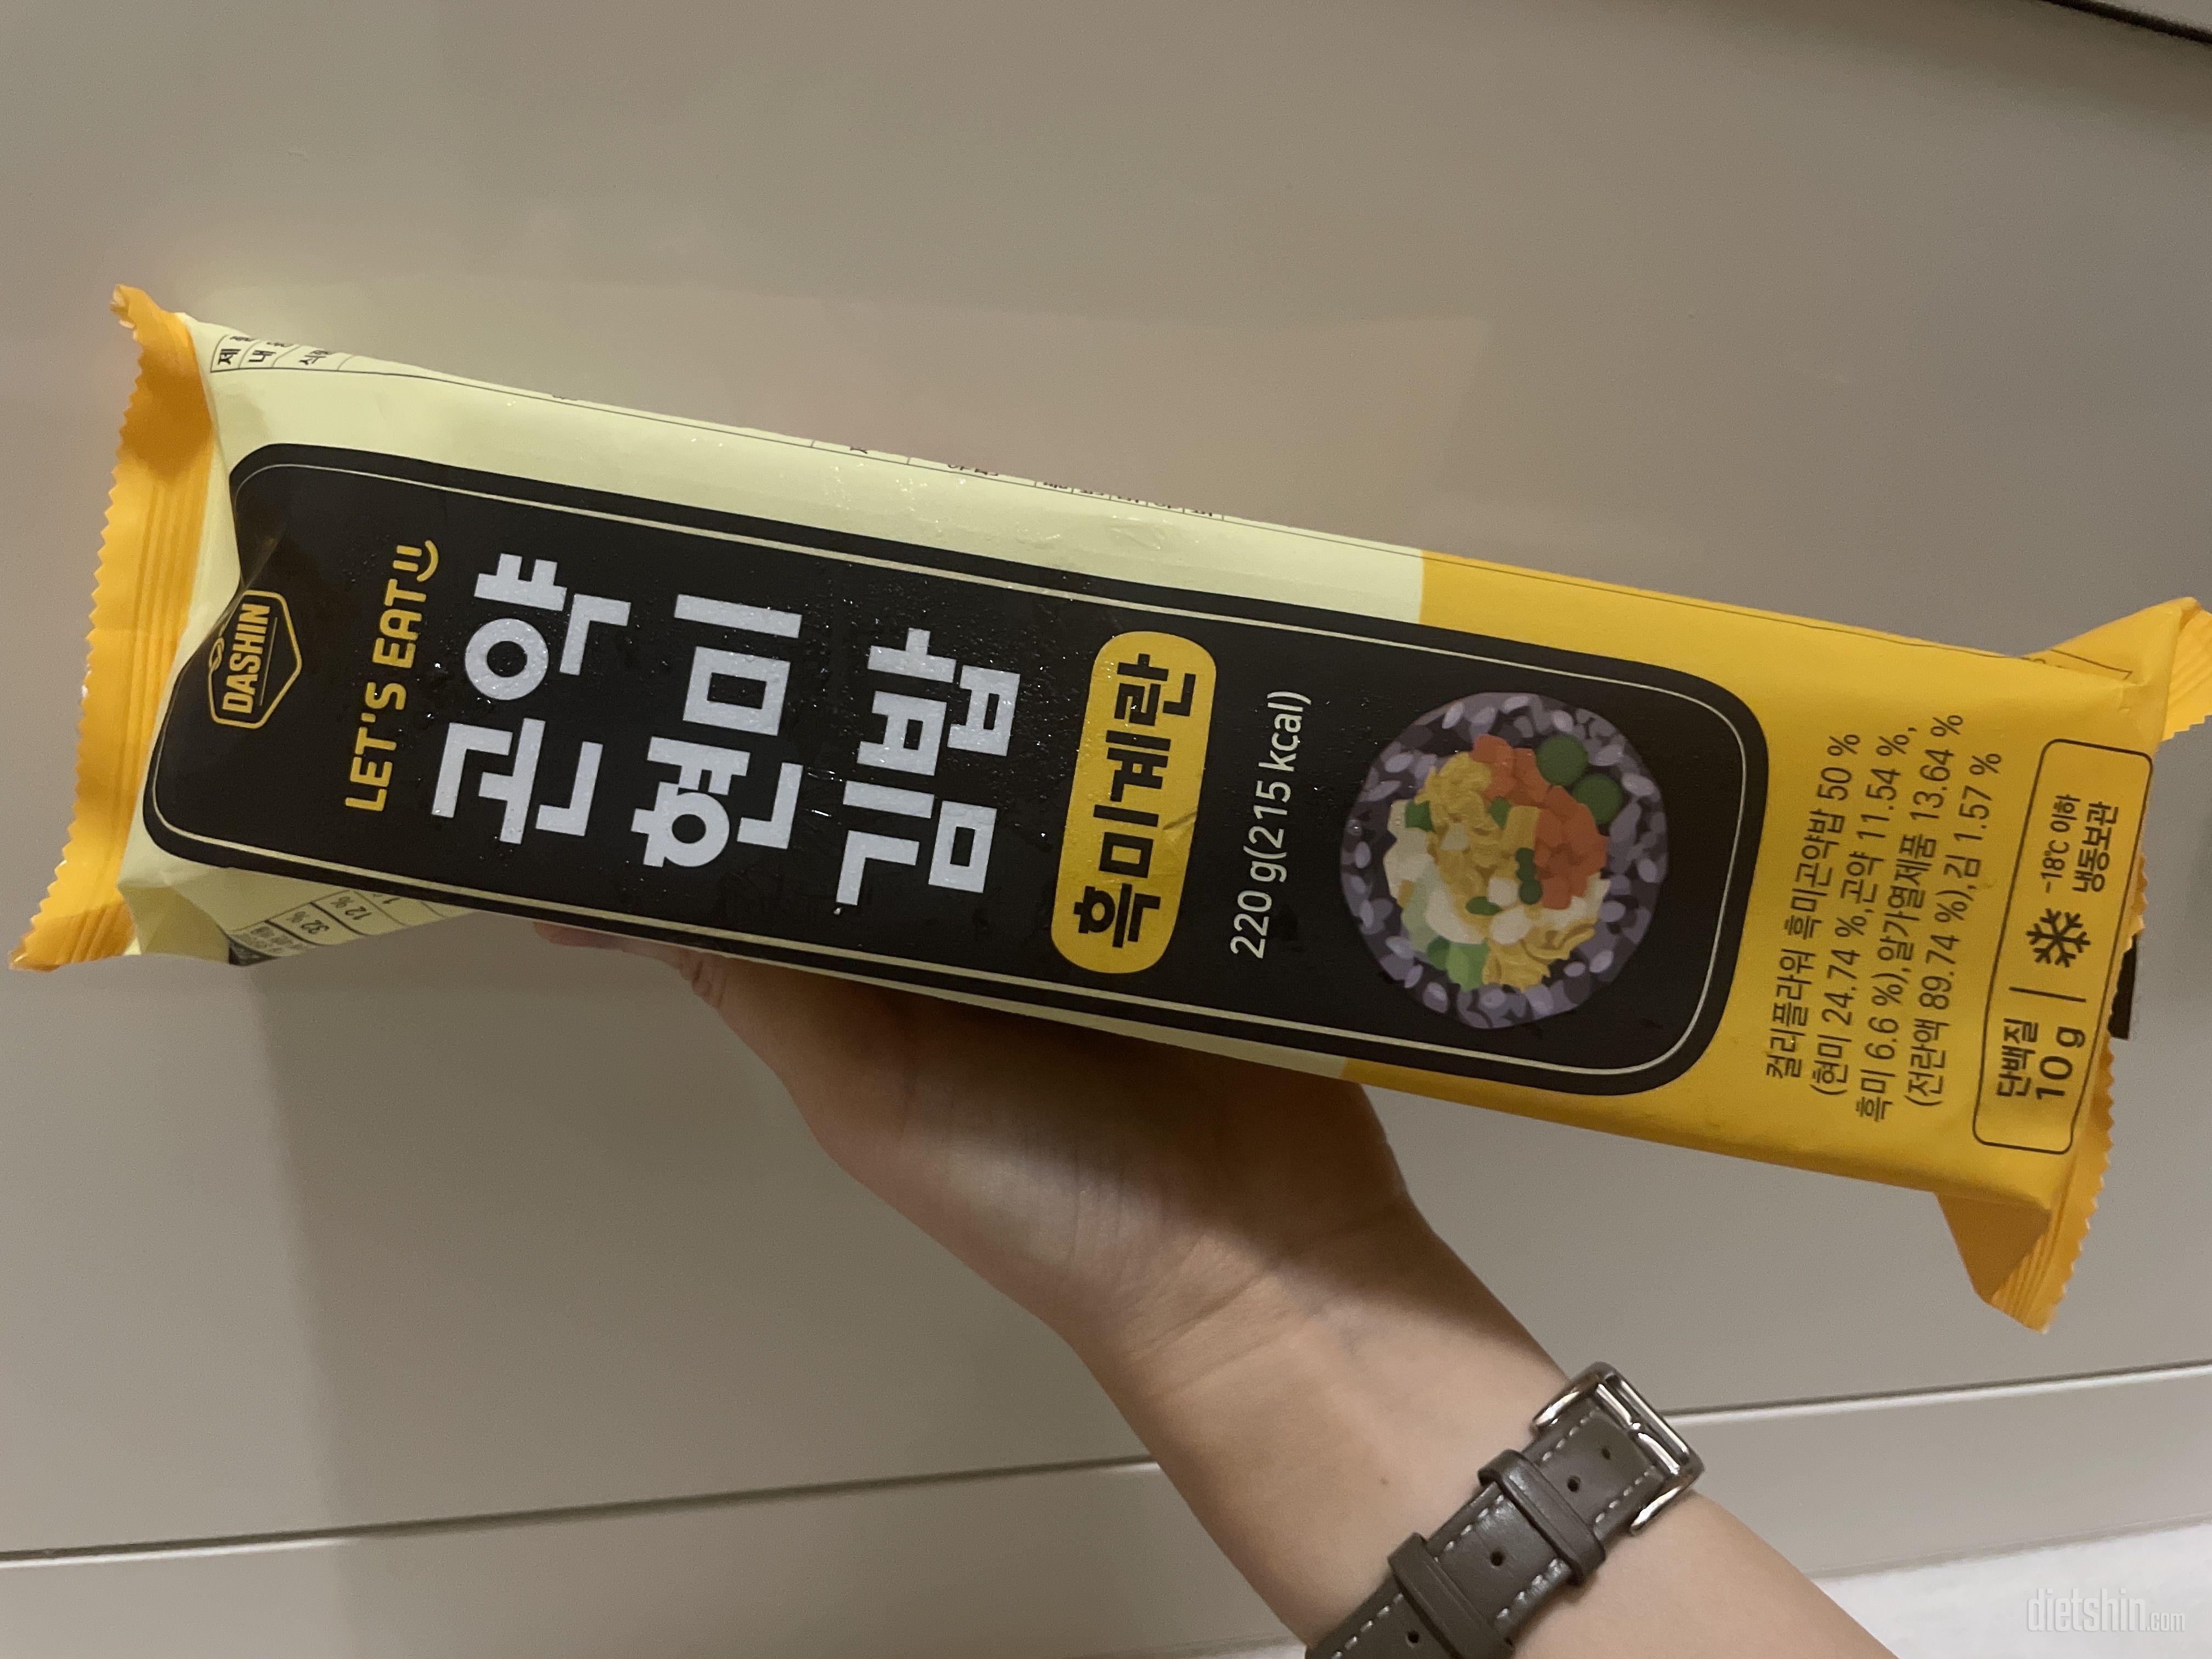 DASHIN
LET'S EAT
곤약
현미
김밥
흑미계란
220 g(215 kcal)
컬리플라워 흑미곤약밥 50 %
(현미 24.74 %,곤약 11.54 %,
흑미 6.6 %),알가열제품 13.64 %
(전란액 89.74 %),김 1.57 %
단백질
10 g
-18℃ 이하
냉동보관
32 %
12 %
dietshin.com